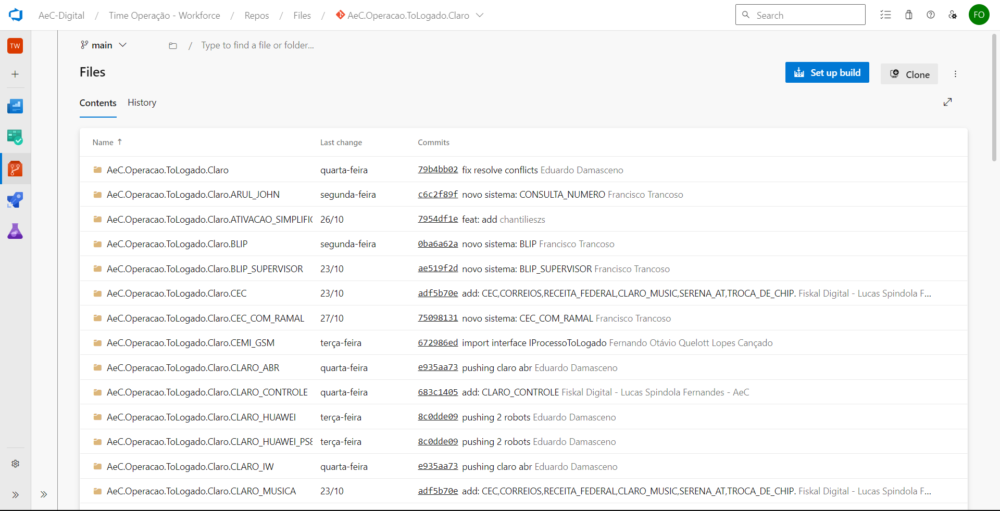 AeC-Digital / Time Operação - Workforce / Repos / Files / AeC.Operacao.ToLogado.Claro
Search
FO
TW
main
/ Type to find a file or folder...
Files
Set up build
Clone
Contents
History
Name ↑ Last change Commits
AeC.Operacao.ToLogado.Claro quarta-feira 79b4bb02 fix resolve conflicts Eduardo Damasceno
AeC.Operacao.ToLogado.Claro.ARUL_JOHN segunda-feira c6c2f89f novo sistema: CONSULTA_NUMERO Francisco Trancoso
AeC.Operacao.ToLogado.Claro.ATIVACAO_SIMPLIFIC 26/10 7954df1e feat: add chantilieszs
AeC.Operacao.ToLogado.Claro.BLIP segunda-feira 0ba6a62a novo sistema: BLIP Francisco Trancoso
AeC.Operacao.ToLogado.Claro.BLIP_SUPERVISOR 23/10 ae519f2d novo sistema: BLIP_SUPERVISOR Francisco Trancoso
AeC.Operacao.ToLogado.Claro.CEC 23/10 adf5b70e add: CEC,CORREIOS,RECEITA_FEDERAL,CLARO_MUSIC,SERENA_AT,TROCA_DE_CHIP. Fiskal Digital - Lucas Spindola F...
AeC.Operacao.ToLogado.Claro.CEC_COM_RAMAL 27/10 75098131 novo sistema: CEC_COM_RAMAL Francisco Trancoso
AeC.Operacao.ToLogado.Claro.CEMI_GSM terça-feira 672986ed import interface IProcessoToLogado Fernando Otávio Quelott Lopes Cançado
AeC.Operacao.ToLogado.Claro.CLARO_ABR quarta-feira e935aa73 pushing claro abr Eduardo Damasceno
AeC.Operacao.ToLogado.Claro.CLARO_CONTROLE quarta-feira 683c1405 add: CLARO_CONTROLE Fiskal Digital - Lucas Spindola Fernandes - AeC
AeC.Operacao.ToLogado.Claro.CLARO_HUAWEI terça-feira 8c0dde09 pushing 2 robots Eduardo Damasceno
AeC.Operacao.ToLogado.Claro.CLARO_HUAWEI_PS8 terça-feira 8c0dde09 pushing 2 robots Eduardo Damasceno
AeC.Operacao.ToLogado.Claro.CLARO_IW quarta-feira e935aa73 pushing claro abr Eduardo Damasceno
AeC.Operacao.ToLogado.Claro.CLARO_MUSICA 23/10 adf5b70e add: CEC,CORREIOS,RECEITA_FEDERAL,CLARO_MUSIC,SERENA_AT,TROCA_DE_CHIP. Fiskal Digital - Lucas Spindola F...